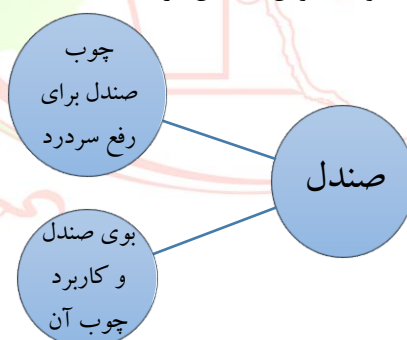 چوب
صندل برای
رفع سردرد
صندل
بوی صندل
و کاربرد
چوب آن